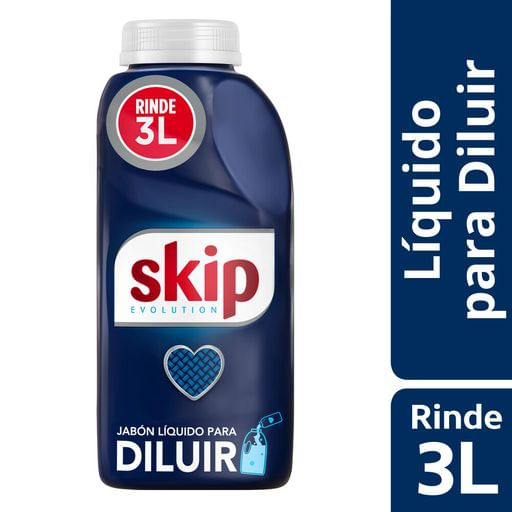 RINDE
3L
skip
EVOLUTION
JABÓN LÍQUIDO PARA
DILUIR
Líquido
para Diluir
Rinde
3L